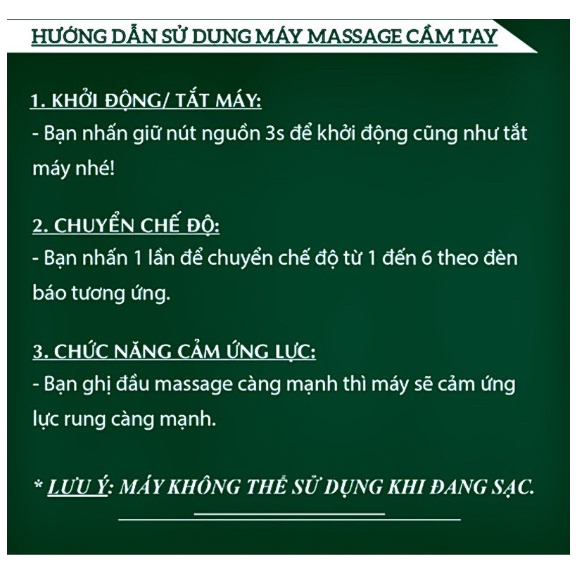 HƯỚNG DẪN SỬ DỤNG MÁY MASSAGE CẦM TAY
1. KHỞI ĐỘNG/ TẮT MÁY:
- Bạn nhấn giữ nút nguồn 3s để khởi động cũng như tắt
máy nhé!
2. CHUYỂN CHẾ ĐỘ:
- Bạn nhấn 1 lần để chuyển chế độ từ 1 đến 6 theo đèn
báo tương ứng.
3. CHỨC NĂNG CẢM ỨNG LỰC:
- Bạn ghị đầu massage càng mạnh thì máy sẽ cảm ứng
lực rung càng mạnh.
* LƯU Ý: MÁY KHÔNG THỂ SỬ DỤNG KHI ĐANG SẠC.